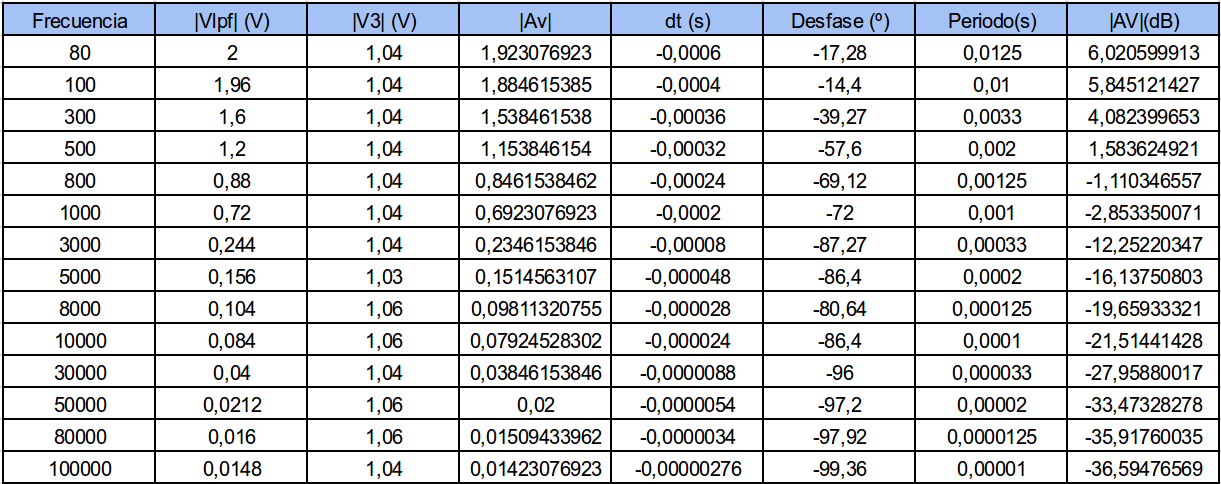 Frecuencia |Vlpf| (V) |V3| (V) |Av| dt (s) Desfase (º) Periodo(s) |AV|(dB)
80 2 1,04 1,923076923 -0,0006 -17,28 0,0125 6,020599913
100 1,96 1,04 1,884615385 -0,0004 -14,4 0,01 5,845121427
300 1,6 1,04 1,538461538 -0,00036 -39,27 0,0033 4,082399653
500 1,2 1,04 1,153846154 -0,00032 -57,6 0,002 1,583624921
800 0,88 1,04 0,8461538462 -0,00024 -69,12 0,00125 -1,110346557
1000 0,72 1,04 0,6923076923 -0,0002 -72 0,001 -2,853350071
3000 0,244 1,04 0,2346153846 -0,00008 -87,27 0,00033 -12,25220347
5000 0,156 1,03 0,1514563107 -0,000048 -86,4 0,0002 -16,13750803
8000 0,104 1,06 0,09811320755 -0,000028 -80,64 0,000125 -19,65933321
10000 0,084 1,06 0,07924528302 -0,000024 -86,4 0,0001 -21,51441428
30000 0,04 1,04 0,03846153846 -0,0000088 -96 0,000033 -27,95880017
50000 0,0212 1,06 0,02 -0,0000054 -97,2 0,00002 -33,47328278
80000 0,016 1,06 0,01509433962 -0,0000034 -97,92 0,0000125 -35,91760035
100000 0,0148 1,04 0,01423076923 -0,00000276 -99,36 0,00001 -36,59476569